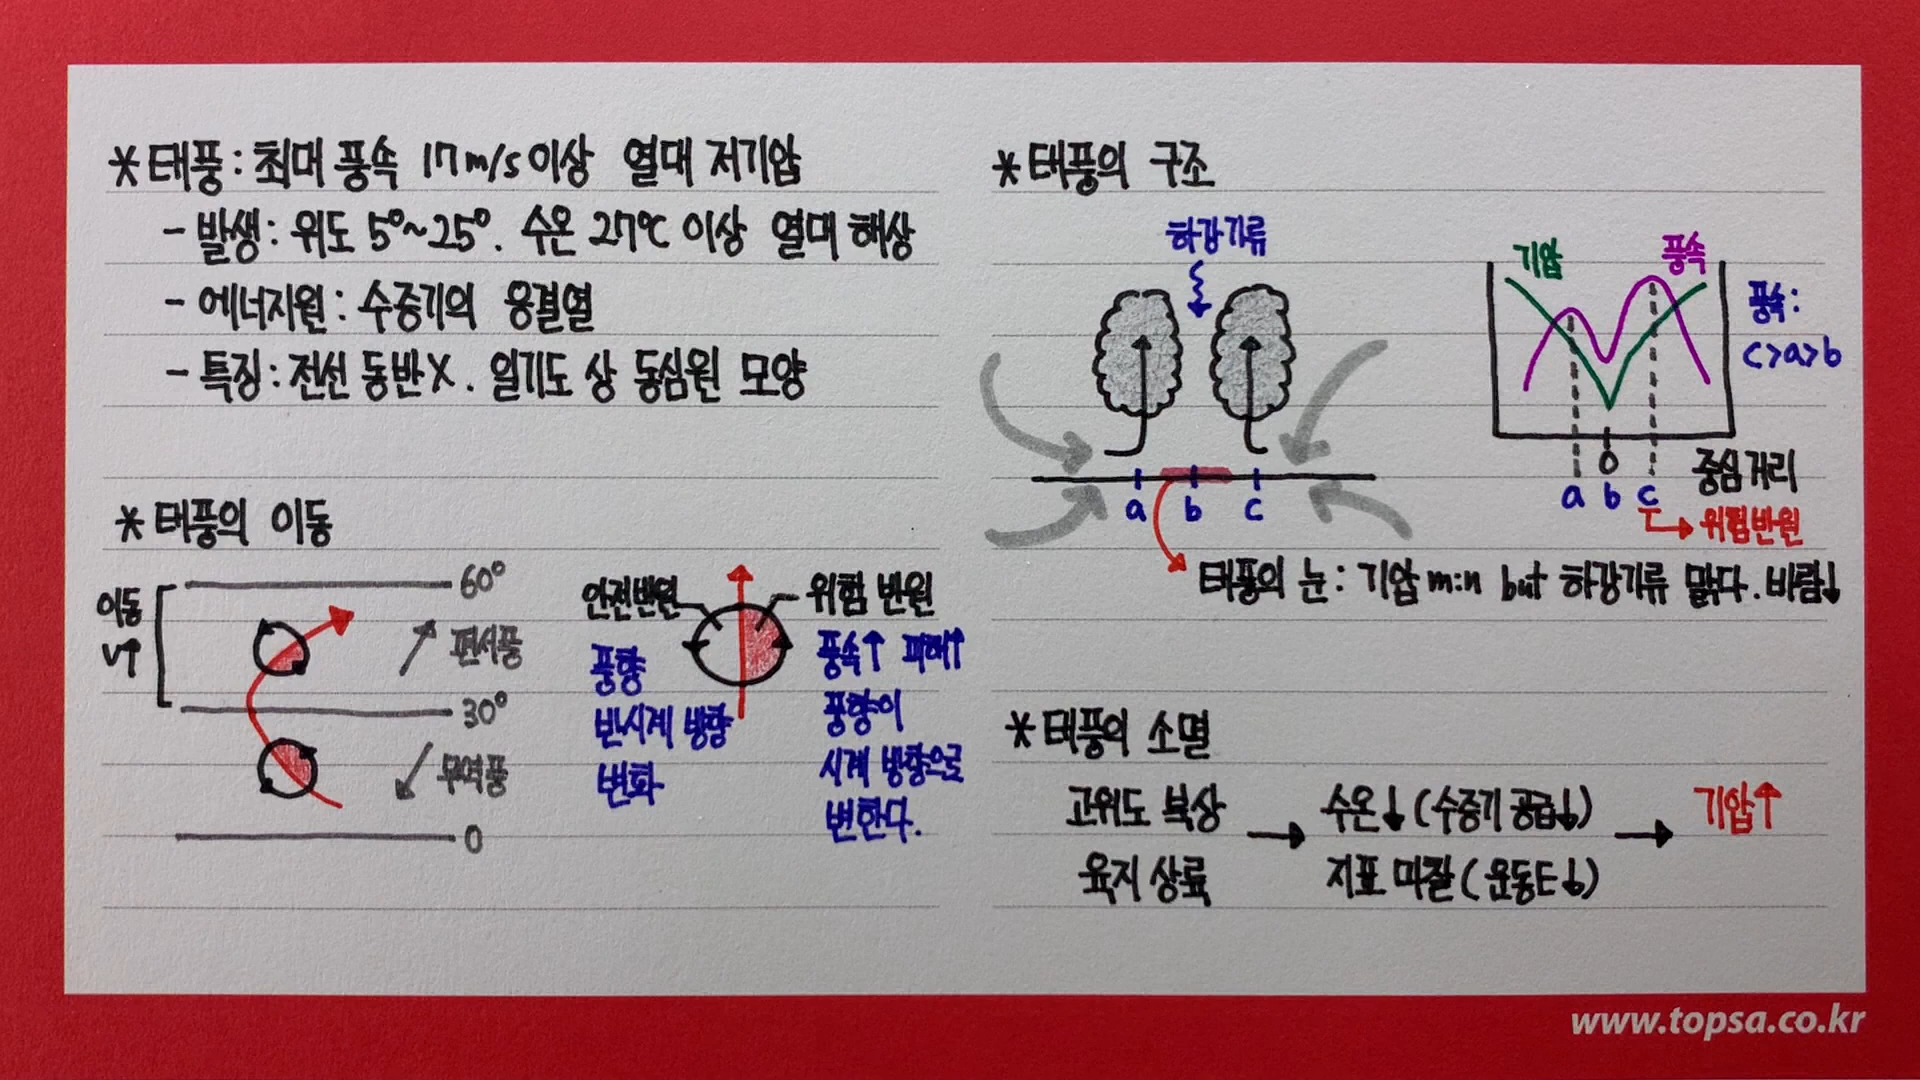 * 태풍 : 최대 풍속 17m/s 이상 열대 저기압
- 발생 : 위도 5°~25°. 수온 27℃ 이상 열대 해상
- 에너지원 : 수증기의 응결열
- 특징 : 전선 동반X. 일기도 상 동심원 모양
* 태풍의 이동
이동
V↑
60°
편서풍
30°
무역풍
0
안전반원
풍향
반시계 방향
변화
위험 반원
풍속↑ 피해↑
풍향이
시계 방향으로
변한다.
* 태풍의 구조
하강기류
a b c
기압
풍속
풍속 :
c>a>b
0
중심거리
a b c
→ 위험반원
태풍의 눈 : 기압 min but 하강기류 맑다. 바람↓
* 태풍의 소멸
고위도 북상
육지 상륙
→
수온↓ (수증기 공급↓)
지표 마찰 (운동E↓)
→
기압↑
www.topsa.co.kr